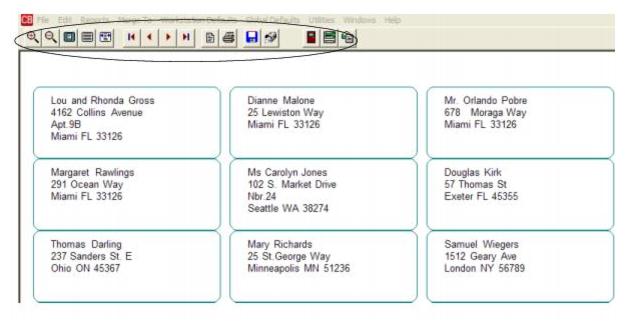 CB File Edit Reports Merge To Workstation Defaults Global Defaults Utilities Windows Help
Lou and Rhonda Gross
4162 Collins Avenue
Apt.9B
Miami FL 33126
Dianne Malone
25 Lewiston Way
Miami FL 33126
Mr. Orlando Pobre
678 Moraga Way
Miami FL 33126
Margaret Rawlings
291 Ocean Way
Miami FL 33126
Ms Carolyn Jones
102 S. Market Drive
Nbr.24
Seattle WA 38274
Douglas Kirk
57 Thomas St
Exeter FL 45355
Thomas Darling
237 Sanders St. E
Ohio ON 45367
Mary Richards
25 St.George Way
Minneapolis MN 51236
Samuel Wiegers
1512 Geary Ave
London NY 56789